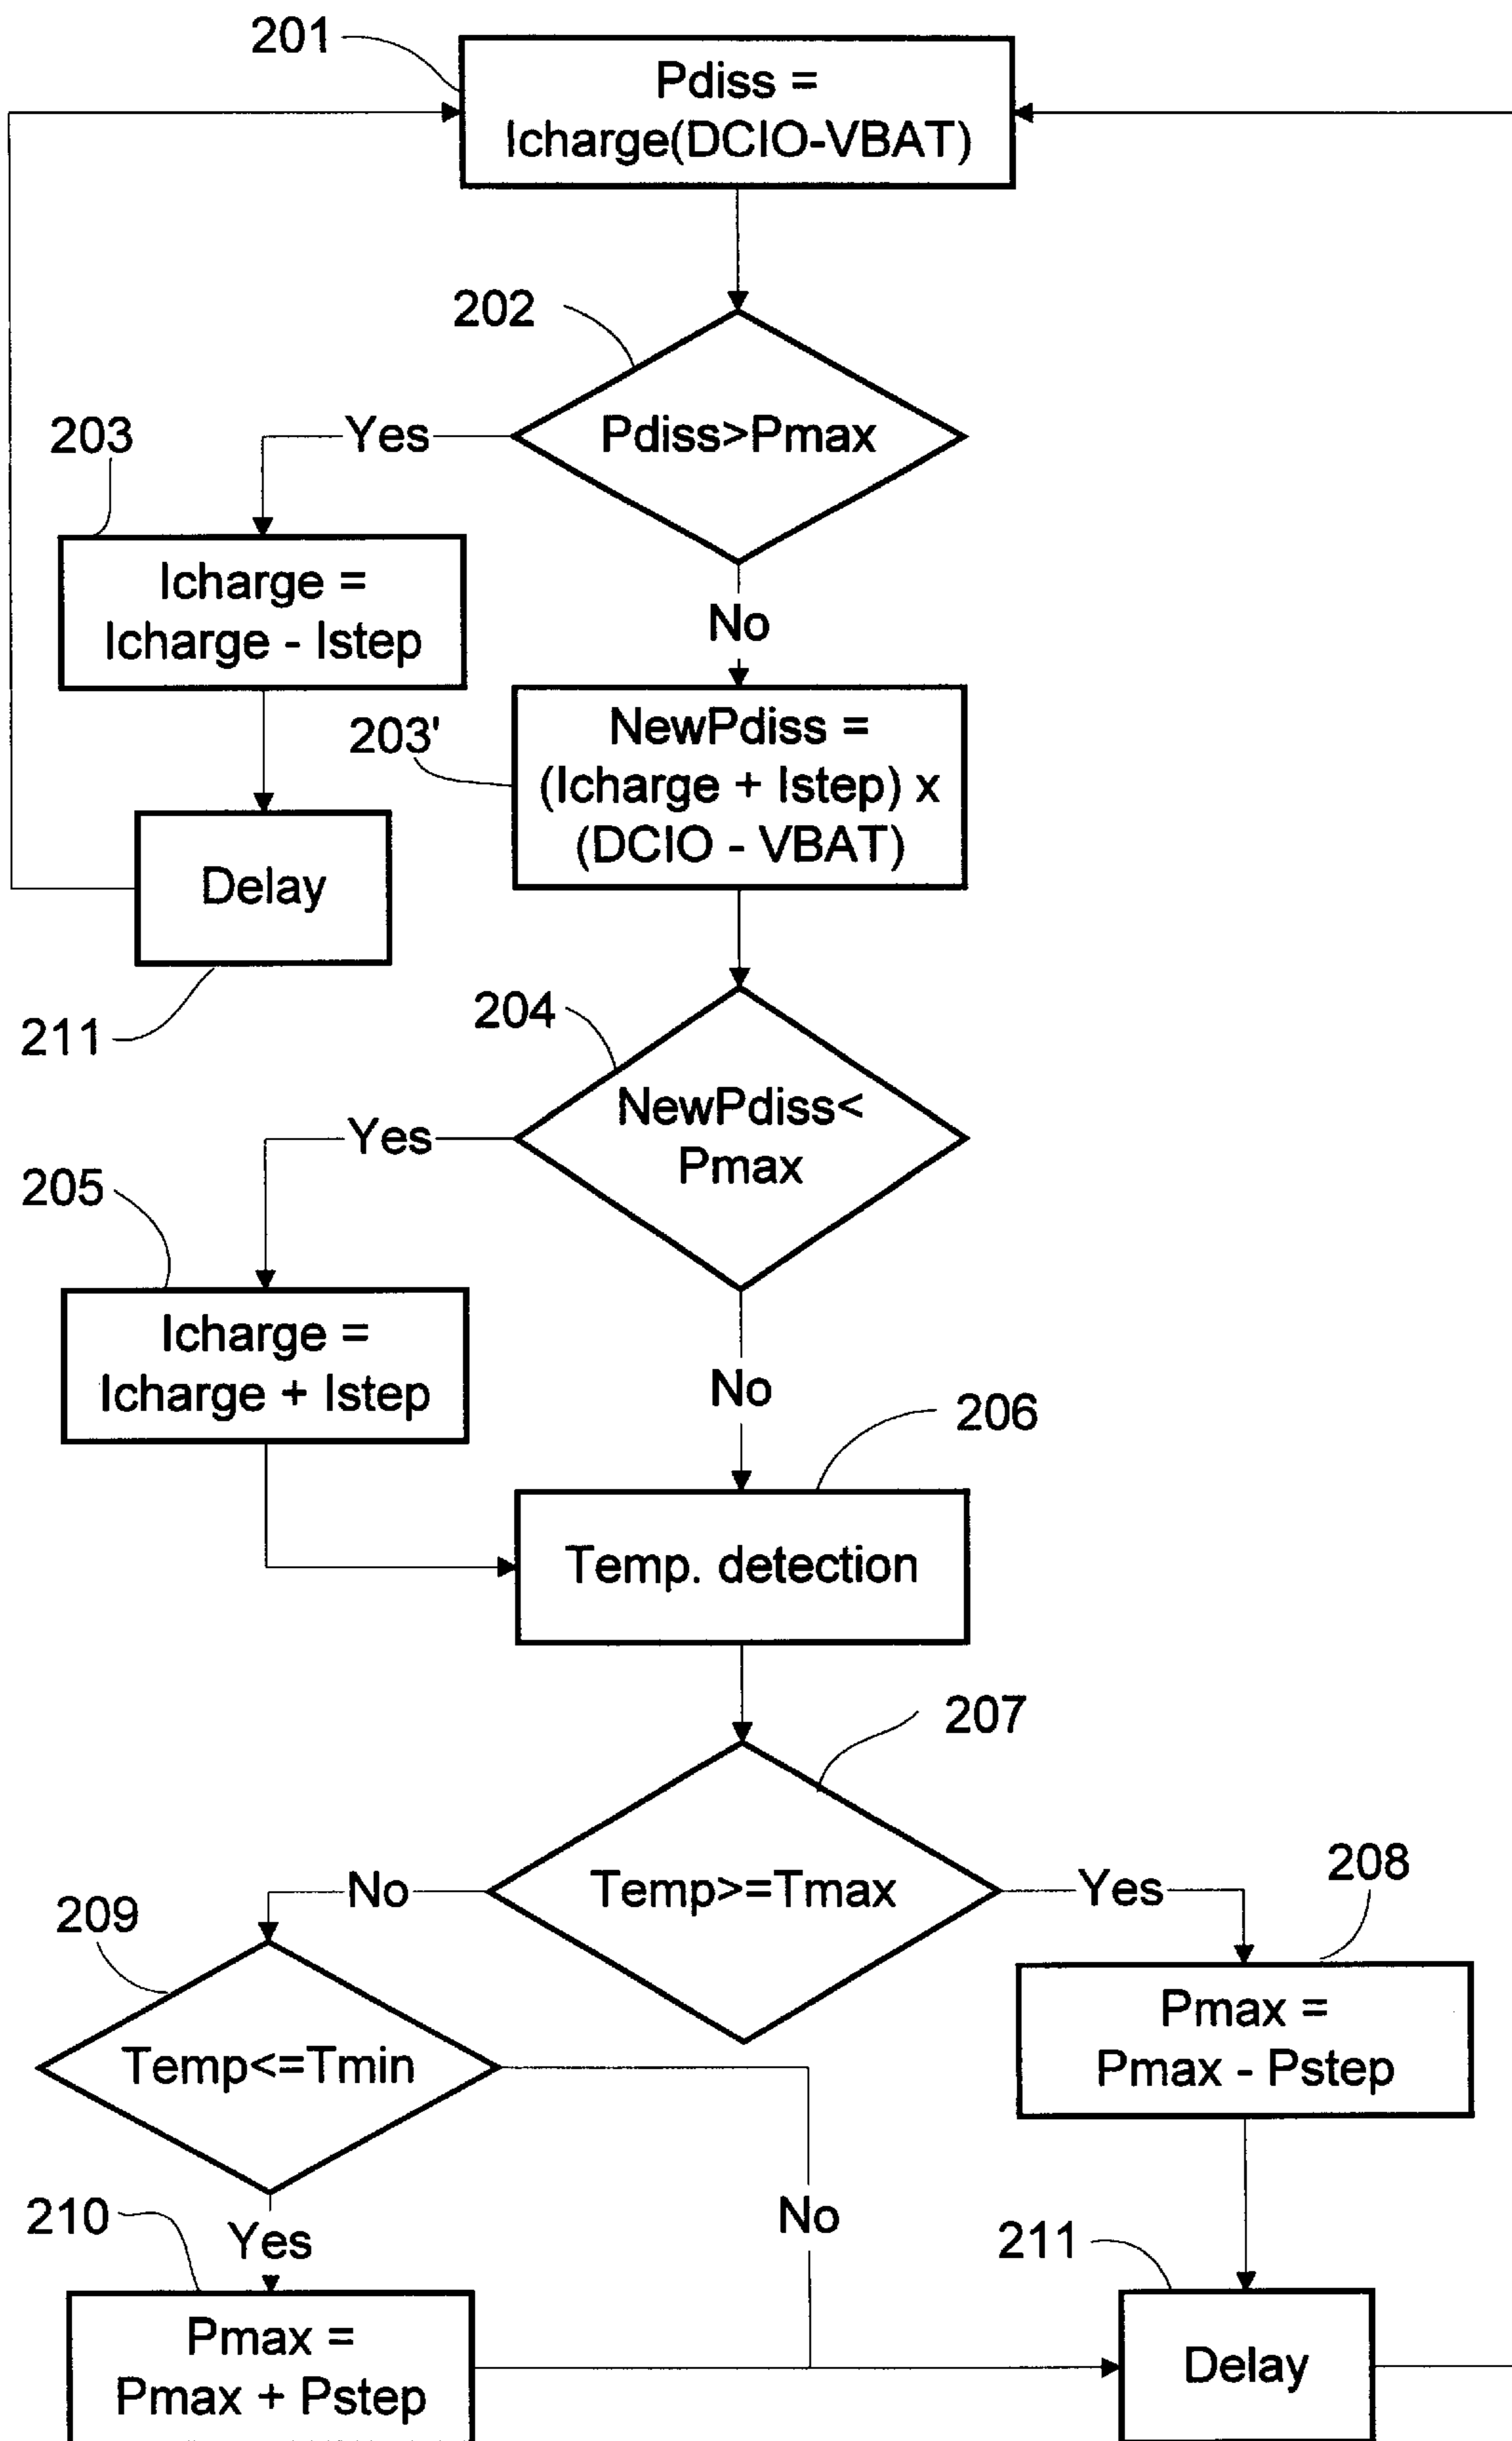 201
Pdiss =
Icharge(DCIO-VBAT)
202
Pdiss>Pmax
Yes
203
Icharge =
Icharge - Istep
No
203'
NewPdiss =
(Icharge + Istep) x
(DCIO - VBAT)
Delay
211
204
NewPdiss<
Pmax
Yes
205
Icharge =
Icharge + Istep
No
206
Temp. detection
207
Temp>=Tmax
No
Yes
208
209
Temp<=Tmin
Pmax =
Pmax - Pstep
210
Yes
No
211
Pmax =
Pmax + Pstep
Delay